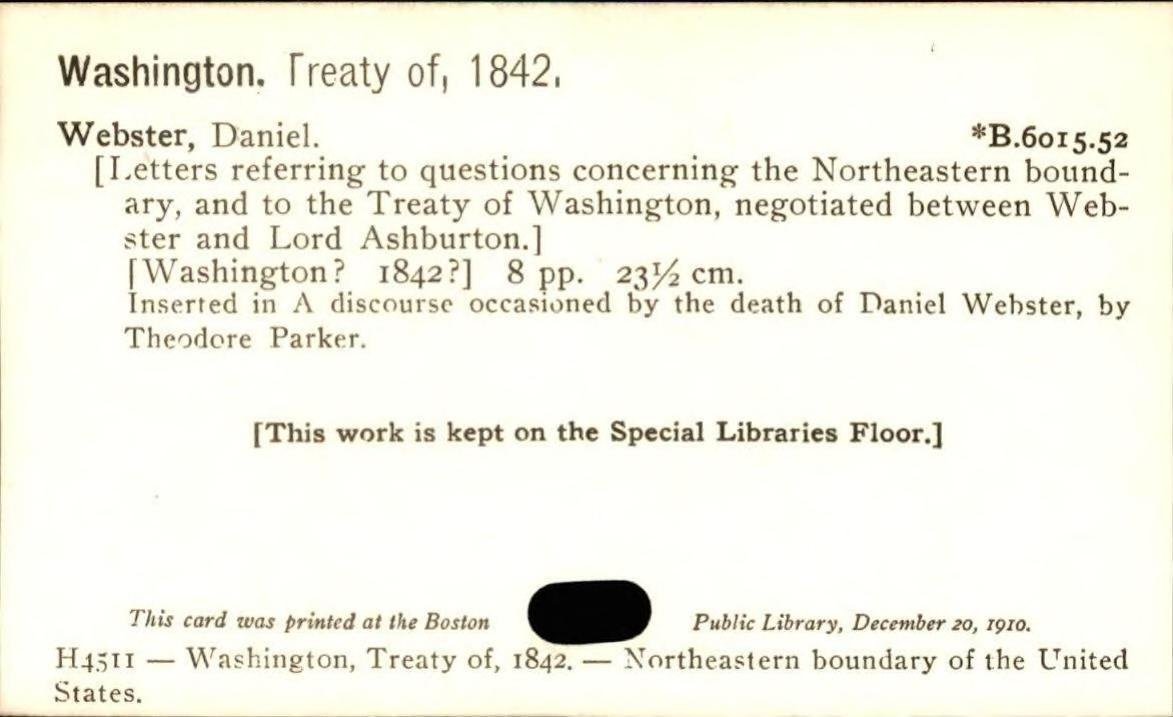 Washington. Treaty of, 1842.
Webster, Daniel. *B.6015.52
[Letters referring to questions concerning the Northeastern bound-
ary, and to the Treaty of Washington, negotiated between Web-
ster and Lord Ashburton.]
[Washington? 1842?] 8 pp. 23½ cm.
Inserted in A discourse occasioned by the death of Daniel Webster, by
Theodore Parker.
[This work is kept on the Special Libraries Floor.]
This card was printed at the Boston Public Library, December 20, 1910.
H4511 — Washington, Treaty of, 1842. — Northeastern boundary of the United
States.